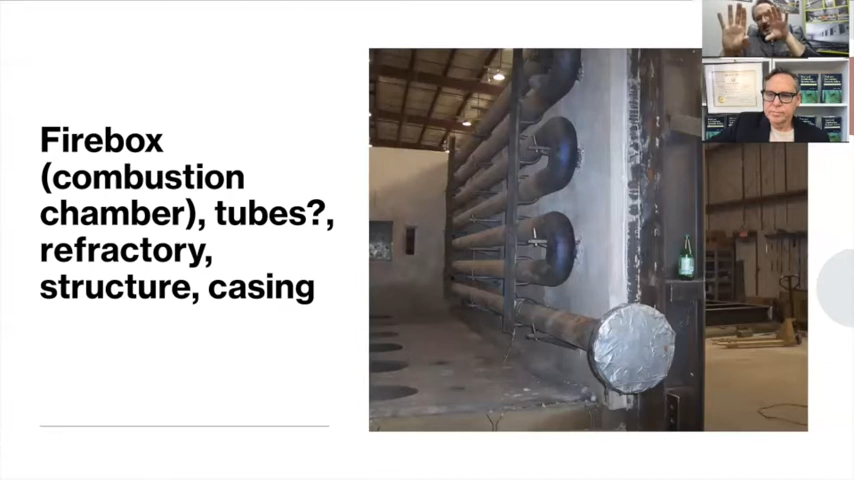 Firebox
(combustion
chamber), tubes?,
refractory,
structure, casing